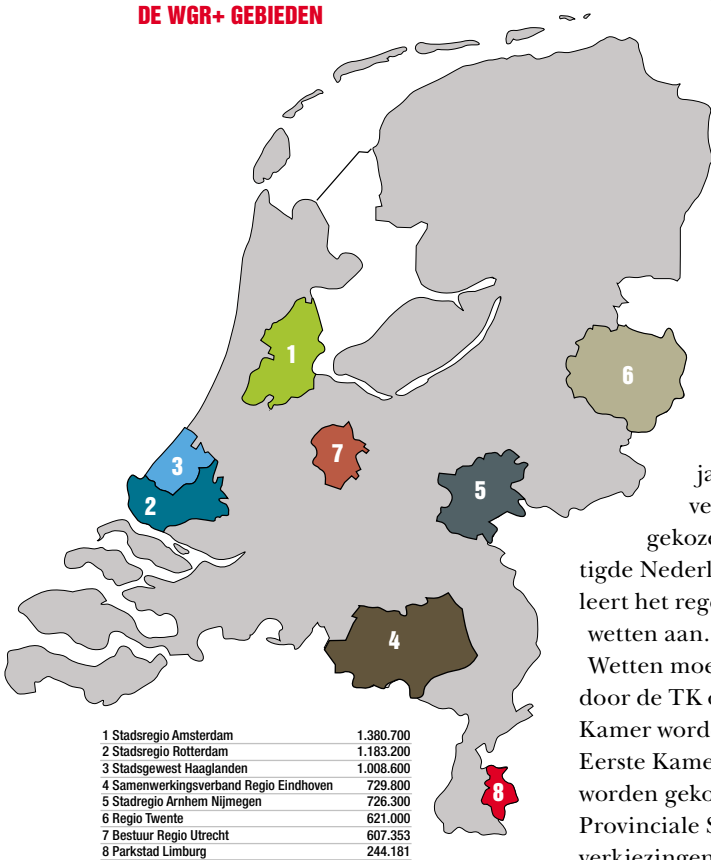 DE WGR+ GEBIEDEN
1
2
3
4
5
6
7
8
1 Stadsregio Amsterdam 1.380.700
2 Stadsregio Rotterdam 1.183.200
3 Stadsgewest Haaglanden 1.008.600
4 Samenwerkingsverband Regio Eindhoven 729.800
5 Stadregio Arnhem Nijmegen 726.300
6 Regio Twente 621.000
7 Bestuur Regio Utrecht 607.353
8 Parkstad Limburg 244.181
ja
ve
gekoze
tigde Nederl
leert het rege
wetten aan.
Wetten moe
door de TK
Kamer word
Eerste Kame
worden geko
Provinciale S
verkiezingen